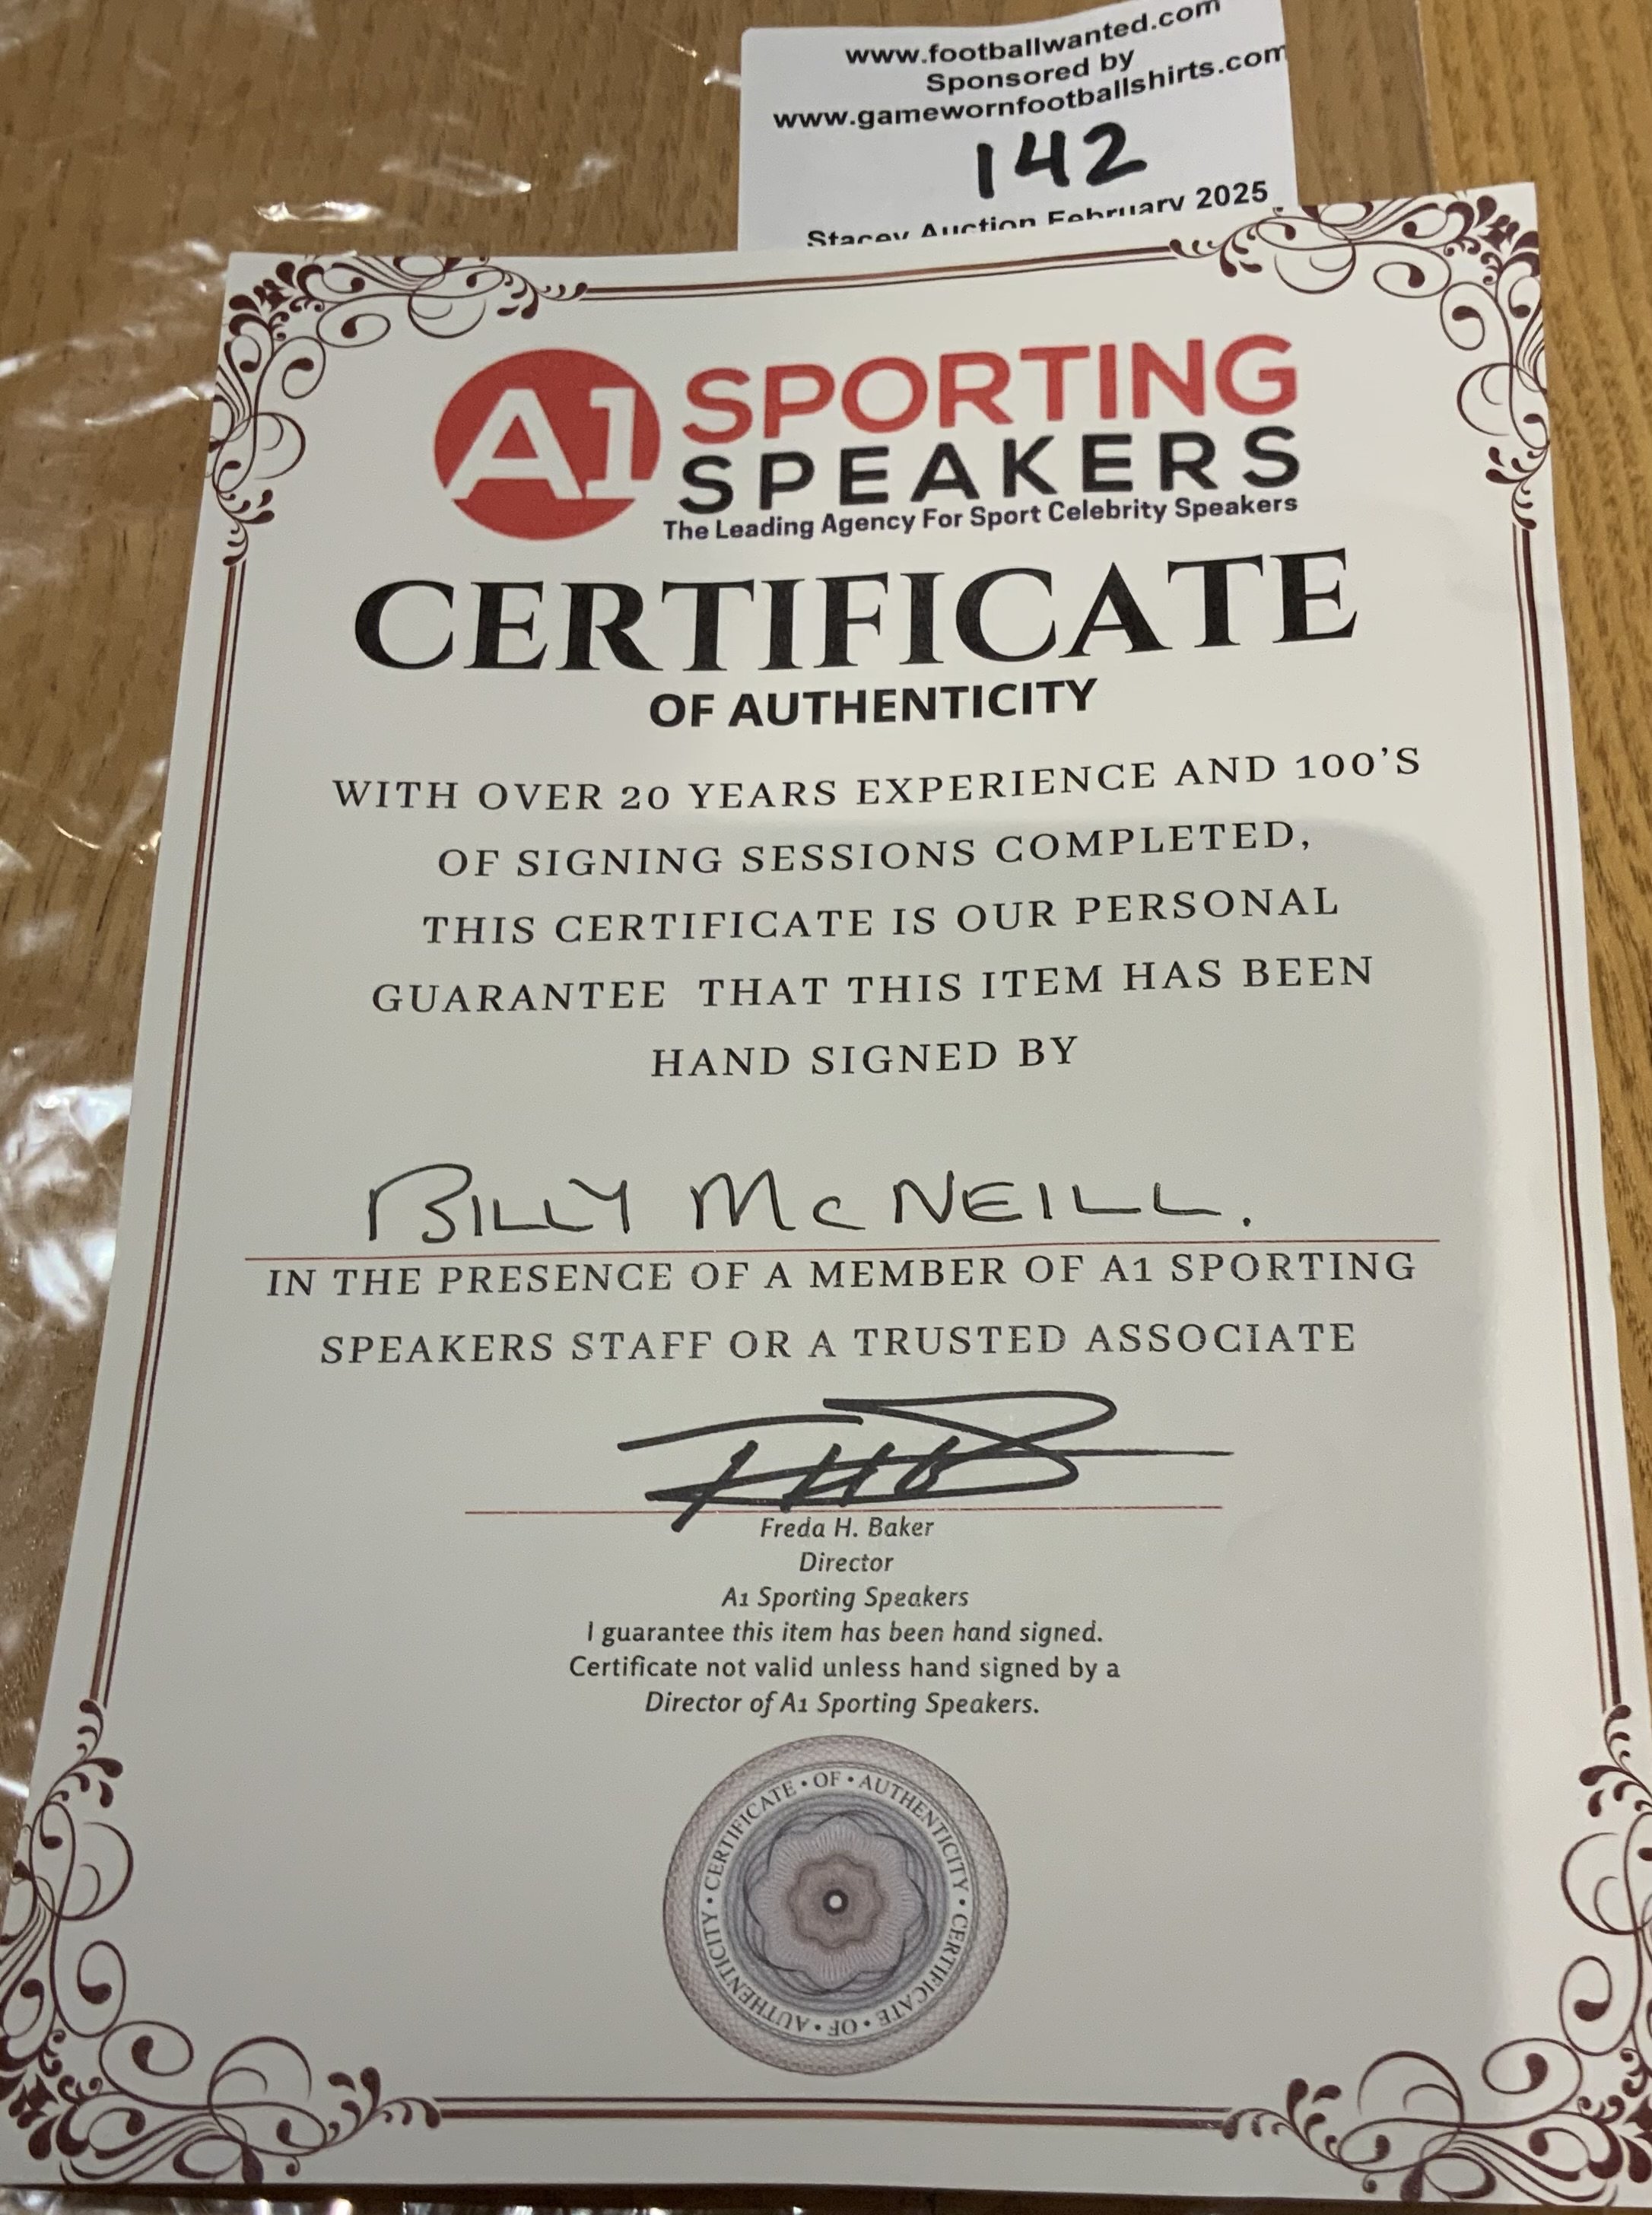 www.footballwanted.com
Sponsored by
www.gamewornfootballshirts.com
142
Stacey Auction February 2025
A1 SPORTING
SPEAKERS
The Leading Agency For Sport Celebrity Speakers
CERTIFICATE
OF AUTHENTICITY
WITH OVER 20 YEARS EXPERIENCE AND 100'S
OF SIGNING SESSIONS COMPLETED,
THIS CERTIFICATE IS OUR PERSONAL
GUARANTEE THAT THIS ITEM HAS BEEN
HAND SIGNED BY
BILLY McNEILL.
IN THE PRESENCE OF A MEMBER OF A1 SPORTING
SPEAKERS STAFF OR A TRUSTED ASSOCIATE
Freda H. Baker
Director
A1 Sporting Speakers
I guarantee this item has been hand signed.
Certificate not valid unless hand signed by a
Director of A1 Sporting Speakers.
CERTIFICATE • OF • AUTHENTICITY • CERTIFICATE • OF • AUTHENTICITY •